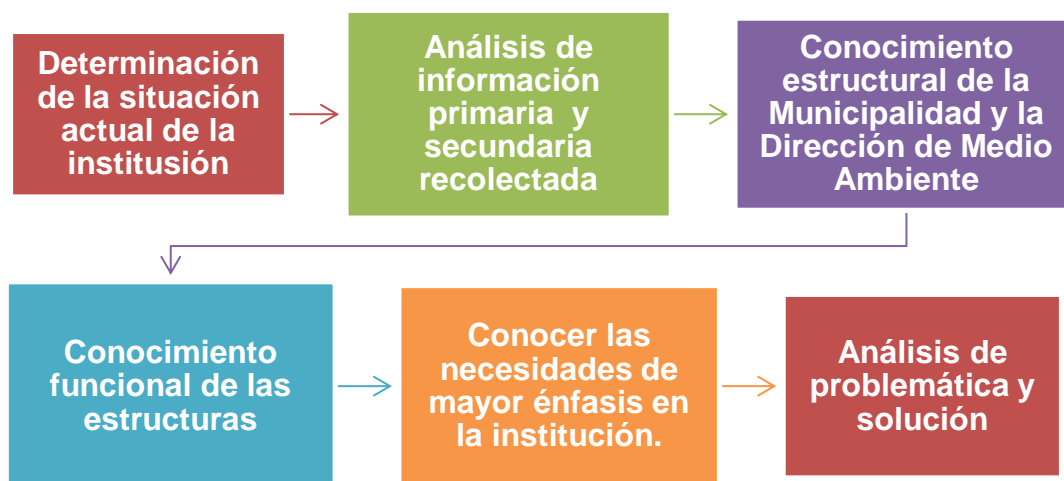 Determinación
de la situación
actual de la
institusión
Análisis de
información
primaria y
secundaria
recolectada
Conocimiento
estructural de la
Municipalidad y la
Dirección de Medio
Ambiente
Conocimiento
funcional de las
estructuras
Conocer las
necesidades de
mayor énfasis en
la institución.
Análisis de
problemática y
solución